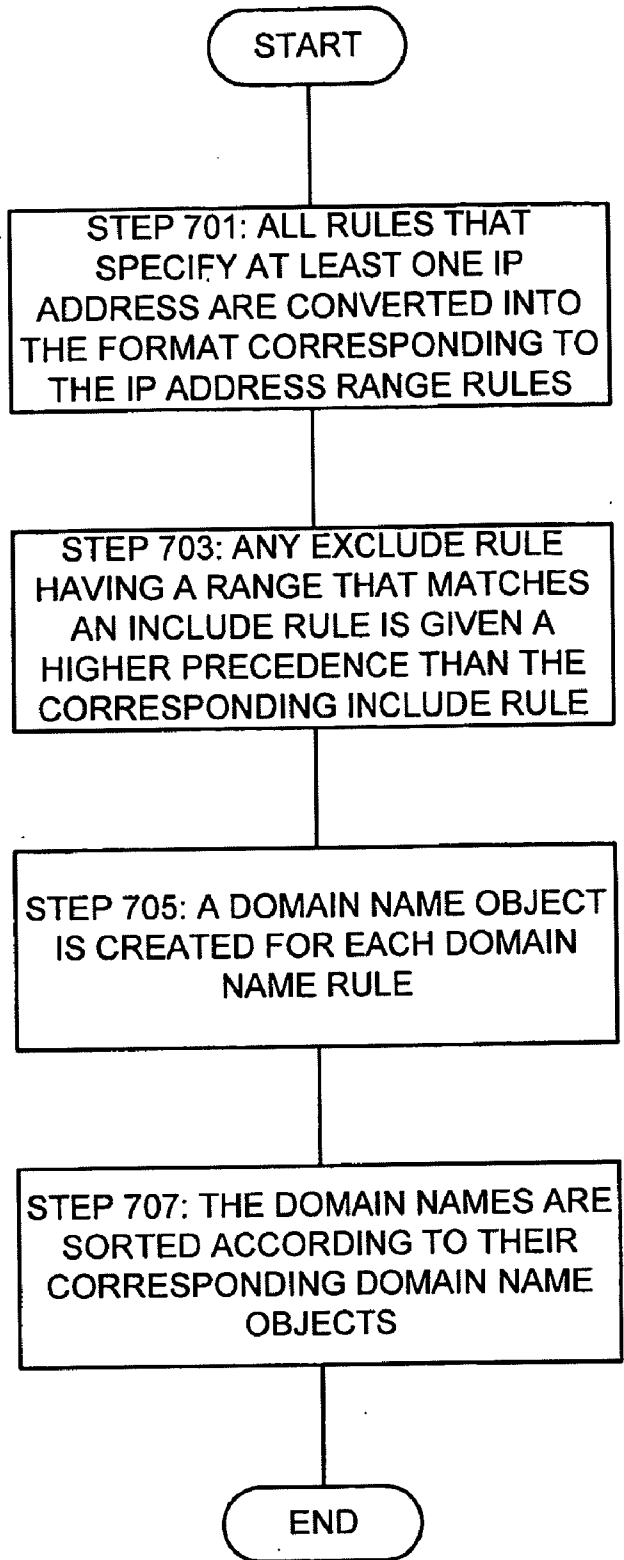 START
STEP 701: ALL RULES THAT
SPECIFY AT LEAST ONE IP
ADDRESS ARE CONVERTED INTO
THE FORMAT CORRESPONDING TO
THE IP ADDRESS RANGE RULES
STEP 703: ANY EXCLUDE RULE
HAVING A RANGE THAT MATCHES
AN INCLUDE RULE IS GIVEN A
HIGHER PRECEDENCE THAN THE
CORRESPONDING INCLUDE RULE
STEP 705: A DOMAIN NAME OBJECT
IS CREATED FOR EACH DOMAIN
NAME RULE
STEP 707: THE DOMAIN NAMES ARE
SORTED ACCORDING TO THEIR
CORRESPONDING DOMAIN NAME
OBJECTS
END